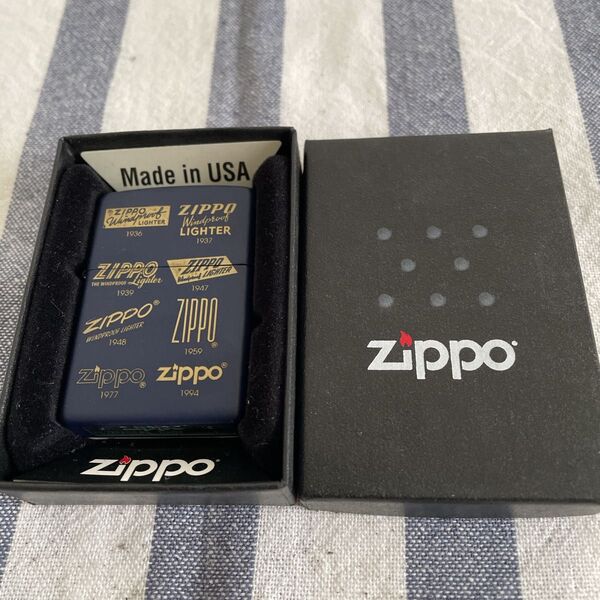 Made in USA
ZIPPO
Windproof
LIGHTER
1936
ZIPPO
Windproof
LIGHTER
1937
ZIPPO
THE WINDPROOF Lighter
1939
ZIPPO
LIGHTER
1947
ZIPPO®
WINDPROOF LIGHTER
1948
ZIPPO®
1959
zippo®
1977
zippo®
1994
zippo®
zippo®